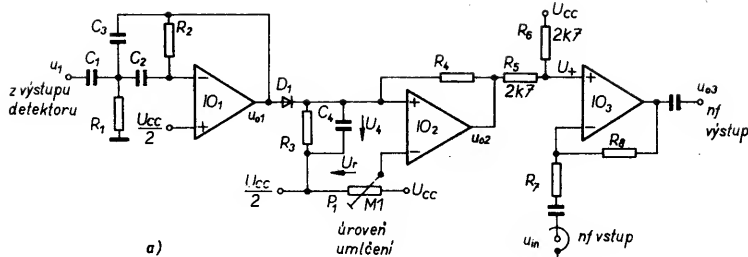 u1
z výstupu
detektoru
C1
C3
C2
R2
R1
Ucc
2
−
+
IO1
uo1
D1
R3
C4
U4
Ur
Ucc
2
P1
M1
Ucc
úroveň
umlčení
R4
+
−
IO2
uo2
R5
2k7
R6
2k7
Ucc
U+
+
−
IO3
R8
R7
uo3
nf
výstup
uin
nf vstup
a)